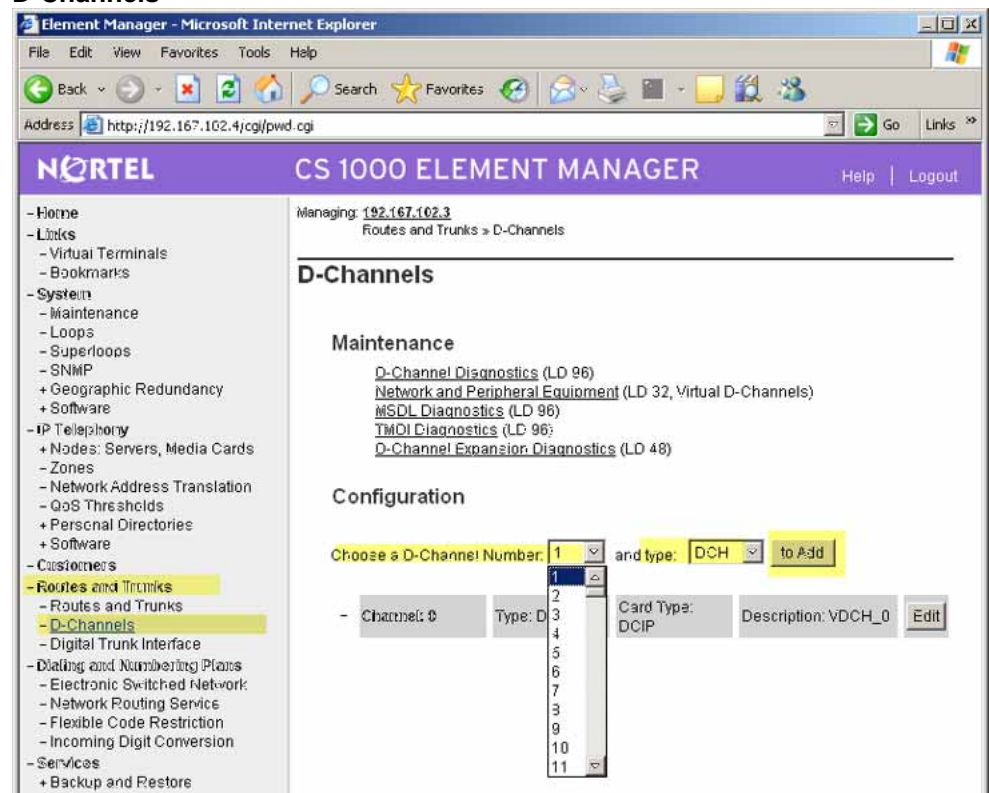 D-Channels
Element Manager - Microsoft Internet Explorer
File Edit View Favorites Tools Help
Back Search Favorites
Address http://192.167.102.4/cgi/pwd.cgi Go Links »
NORTEL CS 1000 ELEMENT MANAGER Help | Logout
Managing: 192.167.102.3
Routes and Trunks » D-Channels
- Home
- Links
- Virtual Terminals
- Bookmarks
- System
- Maintenance
- Loops
- Superloops
- SNMP
+ Geographic Redundancy
+ Software
- IP Telephony
+ Nodes: Servers, Media Cards
- Zones
- Network Address Translation
- QoS Thresholds
+ Personal Directories
+ Software
- Customers
- Routes and Trunks
- Routes and Trunks
- D-Channels
- Digital Trunk Interface
- Dialing and Numbering Plans
- Electronic Switched Network
- Network Routing Service
- Flexible Code Restriction
- Incoming Digit Conversion
- Services
+ Backup and Restore
D-Channels
Maintenance
D-Channel Diagnostics (LD 96)
Network and Peripheral Equipment (LD 32, Virtual D-Channels)
MSDL Diagnostics (LD 96)
TMDI Diagnostics (LD 96)
D-Channel Expansion Diagnostics (LD 48)
Configuration
Choose a D-Channel Number: 1 and type: DCH to Add
1
2
3
4
5
6
7
8
9
10
11
- Channel: 0 Type: D Card Type: DCIP Description: VDCH_0 Edit